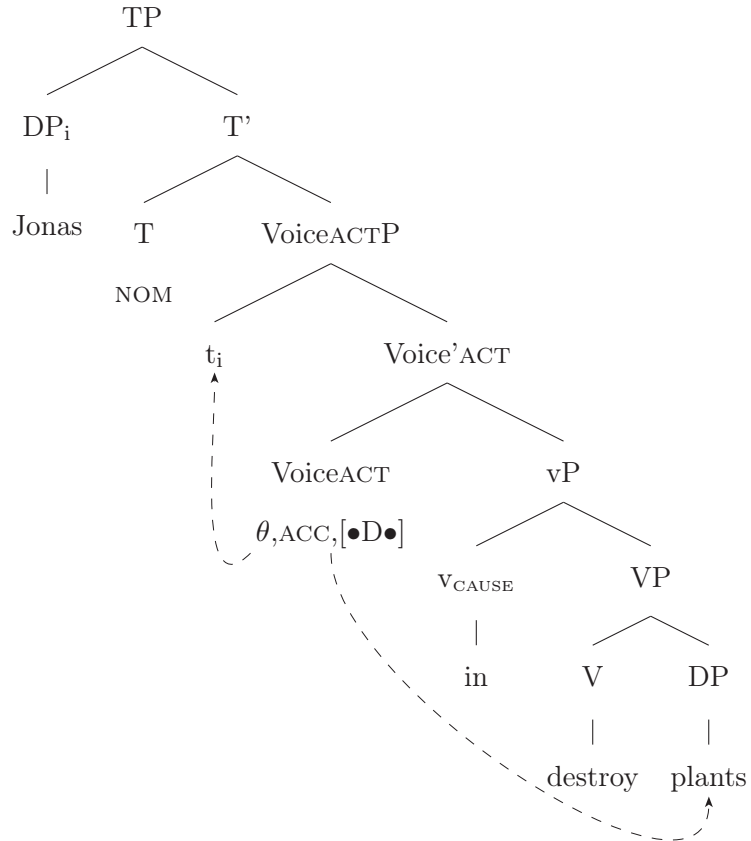 TP
DPi T’
Jonas T VoiceACTP
NOM
ti Voice’ACT
VoiceACT vP
θ,ACC,[•D•]
vCAUSE VP
in V DP
destroy plants